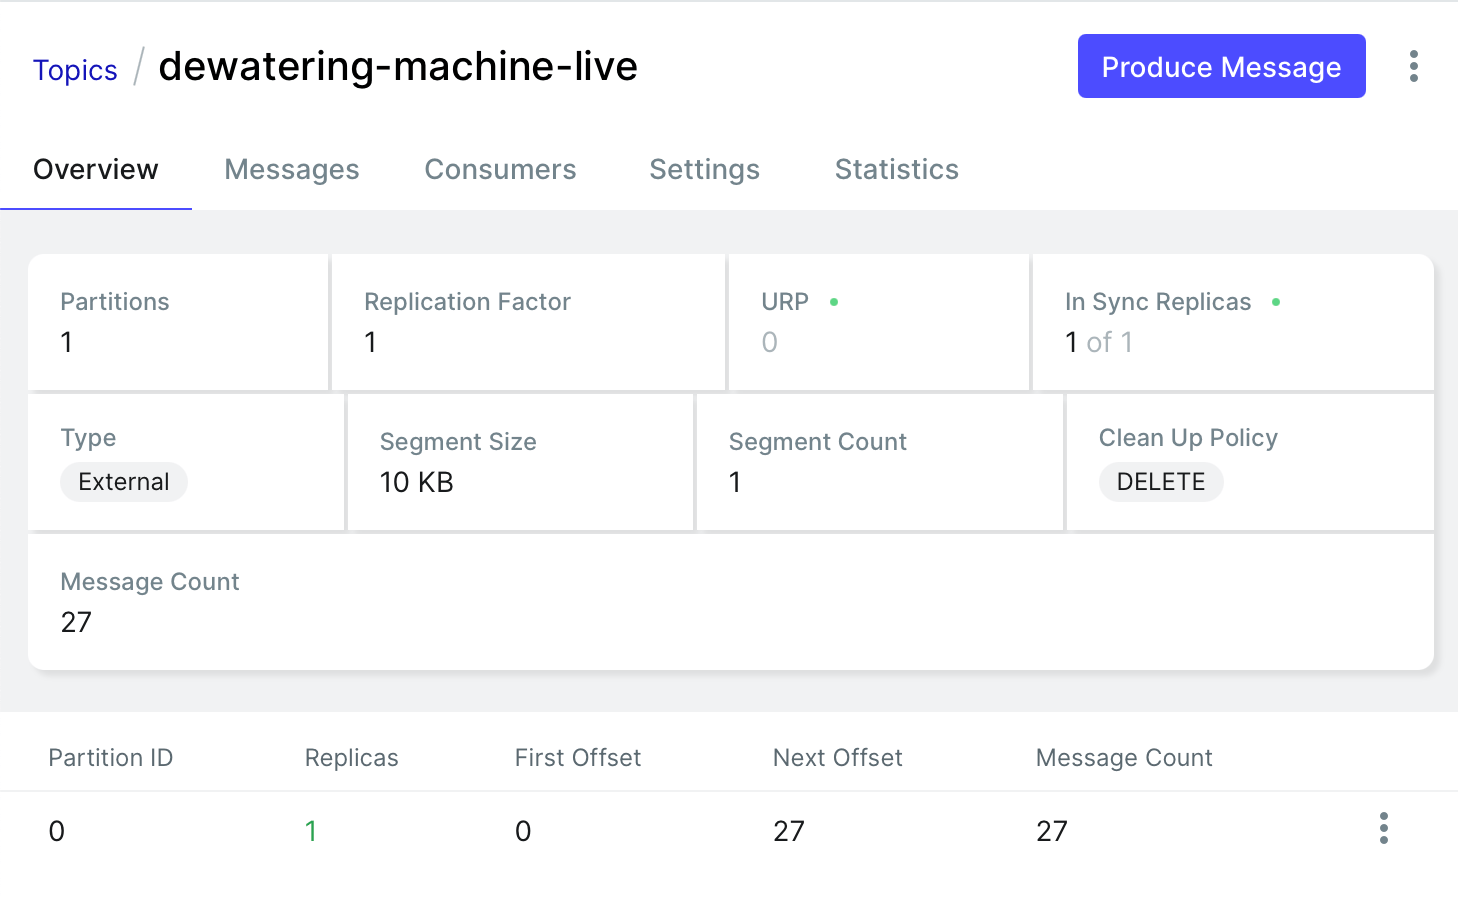 Topics / dewatering-machine-live
Produce Message
Overview Messages Consumers Settings Statistics
Partitions Replication Factor URP In Sync Replicas
1 1 0 1 of 1
Type Segment Size Segment Count Clean Up Policy
External 10 KB 1 DELETE
Message Count
27
Partition ID Replicas First Offset Next Offset Message Count
0 1 0 27 27